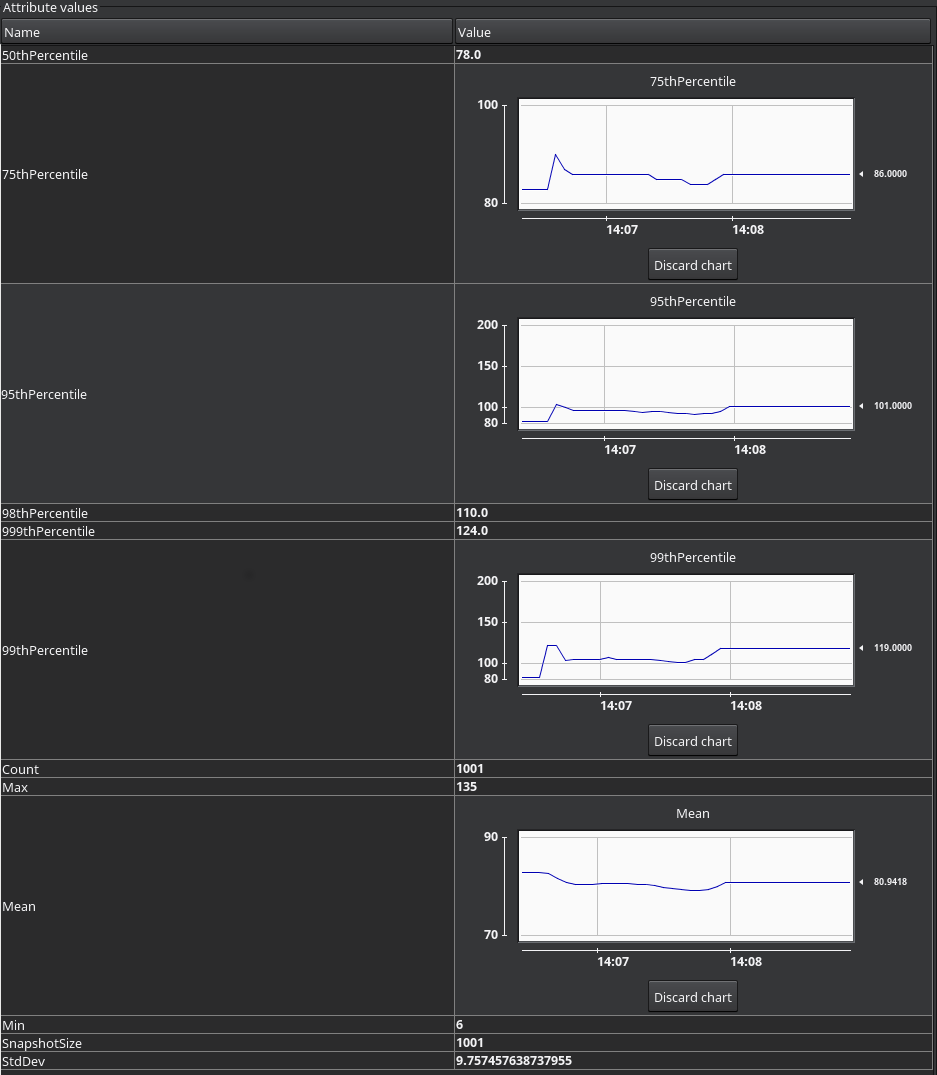 Attribute values
Name Value
50thPercentile 78.0
75thPercentile
75thPercentile
100
80
86.0000
14:07 14:08
Discard chart
95thPercentile
95thPercentile
200
150
100
80
101.0000
14:07 14:08
Discard chart
98thPercentile 110.0
999thPercentile 124.0
99thPercentile
99thPercentile
200
150
100
80
119.0000
14:07 14:08
Discard chart
Count 1001
Max 135
Mean
Mean
90
70
80.9418
14:07 14:08
Discard chart
Min 6
SnapshotSize 1001
StdDev 9.757457638737955